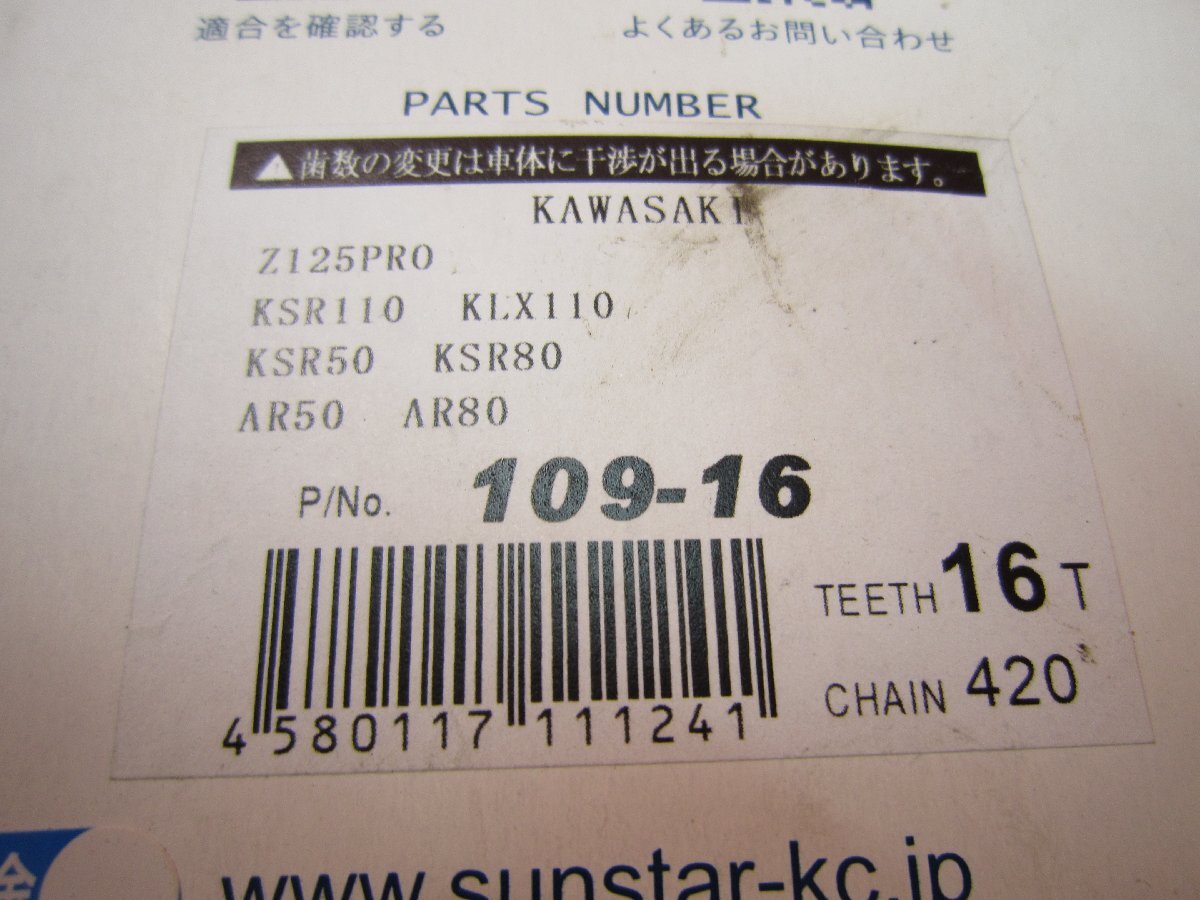 適合を確認する よくあるお問い合わせ
PARTS NUMBER
▲歯数の変更は車体に干渉が出る場合があります。
KAWASAKI
Z125PRO
KSR110 KLX110
KSR50 KSR80
AR50 AR80
P/No. 109-16
TEETH 16 T
CHAIN 420
4 580117 111241
www.sunstar-kc.jp